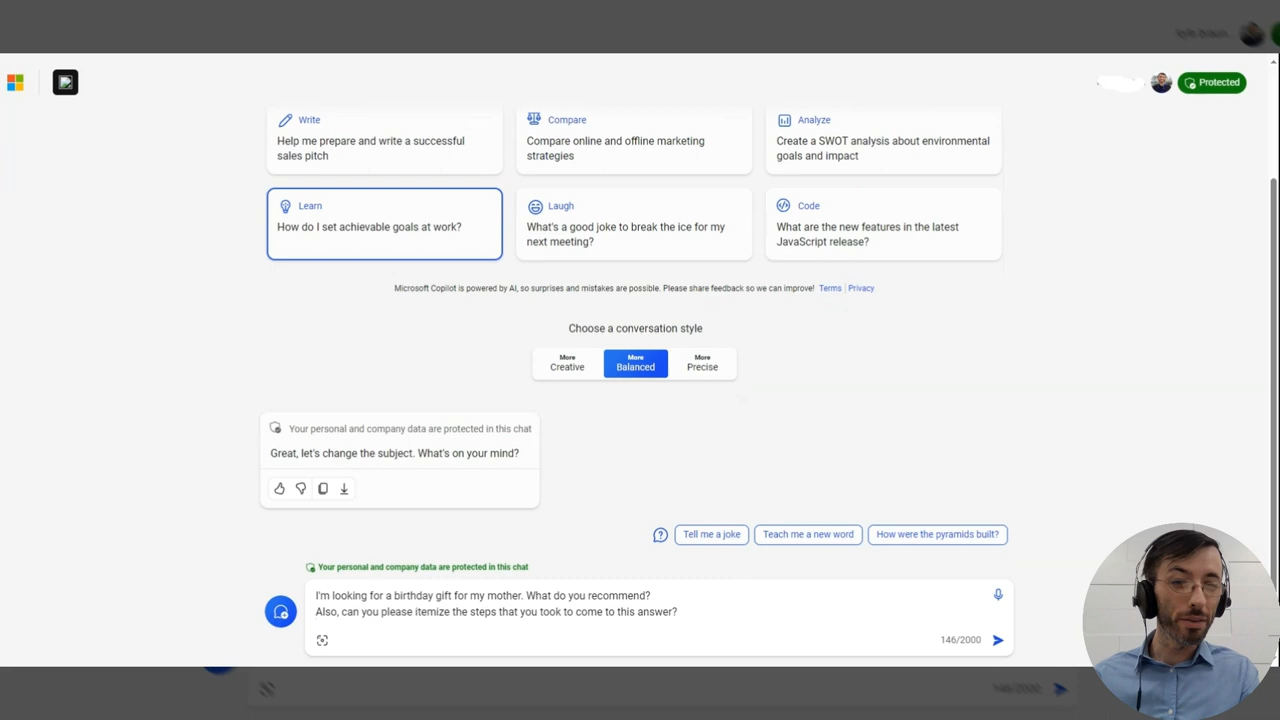 Protected
Write
Help me prepare and write a successful
sales pitch
Compare
Compare online and offline marketing
strategies
Analyze
Create a SWOT analysis about environmental
goals and impact
Learn
How do I set achievable goals at work?
Laugh
What's a good joke to break the ice for my
next meeting?
Code
What are the new features in the latest
JavaScript release?
Microsoft Copilot is powered by AI, so surprises and mistakes are possible. Please share feedback so we can improve! Terms | Privacy
Choose a conversation style
More
Creative
More
Balanced
More
Precise
Your personal and company data are protected in this chat
Great, let's change the subject. What's on your mind?
Tell me a joke
Teach me a new word
How were the pyramids built?
Your personal and company data are protected in this chat
I'm looking for a birthday gift for my mother. What do you recommend?
Also, can you please itemize the steps that you took to come to this answer?
146/2000